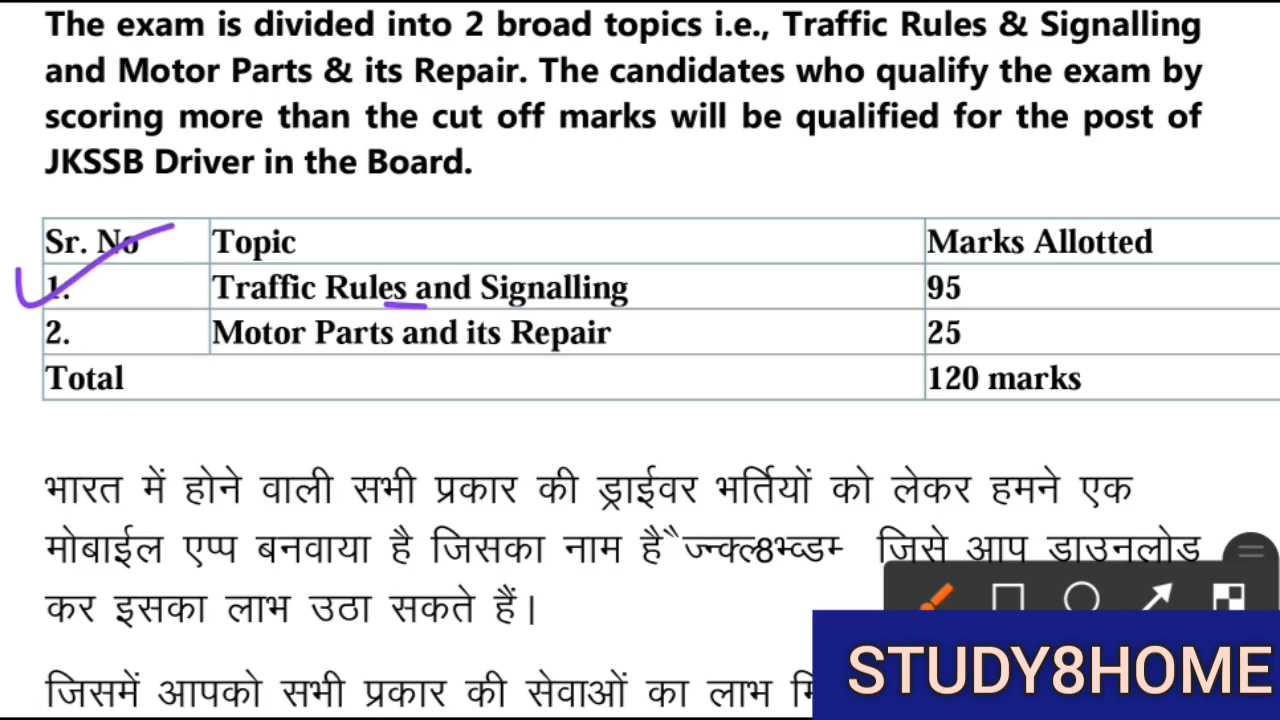 The exam is divided into 2 broad topics i.e., Traffic Rules & Signalling
and Motor Parts & its Repair. The candidates who qualify the exam by
scoring more than the cut off marks will be qualified for the post of
JKSSB Driver in the Board.
Sr. No Topic Marks Allotted
1. Traffic Rules and Signalling 95
2. Motor Parts and its Repair 25
Total 120 marks
भारत में होने वाली सभी प्रकार की ड्राईवर भर्तियों को लेकर हमने एक
मोबाईल एप्प बनवाया है जिसका नाम है जिसे आप डाउनलोड
कर इसका लाभ उठा सकते हैं।
जिसमें आपको सभी प्रकार की सेवाओं का लाभ
STUDY8HOME